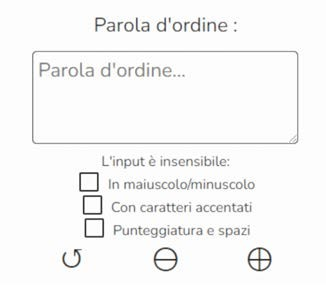 Parola d'ordine :
Parola d'ordine...
L'input è insensibile:
In maiuscolo/minuscolo
Con caratteri accentati
Punteggiatura e spazi